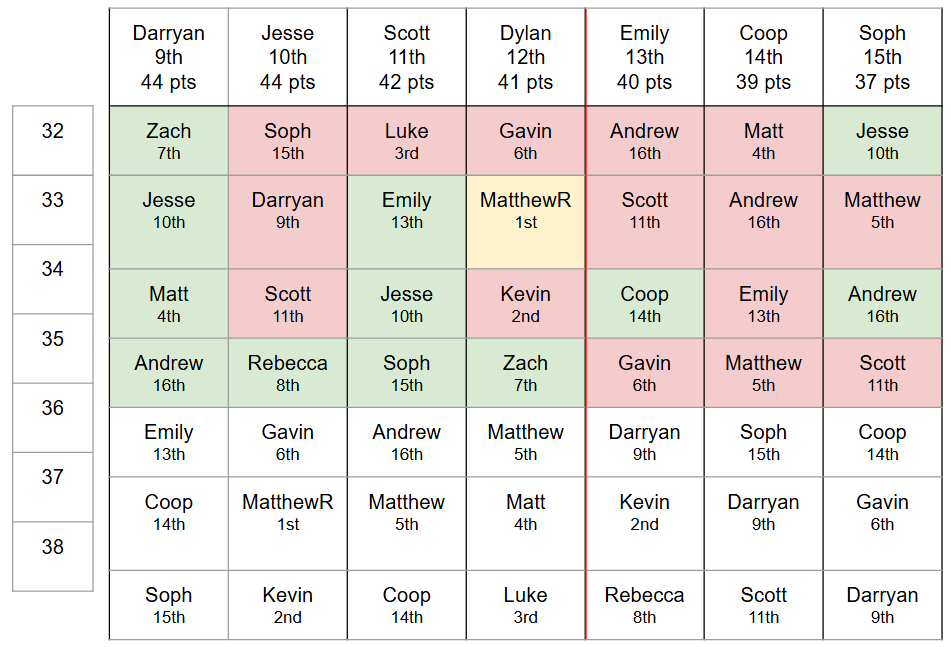 Darryan Jesse Scott Dylan Emily Coop Soph
9th 10th 11th 12th 13th 14th 15th
44 pts 44 pts 42 pts 41 pts 40 pts 39 pts 37 pts
32 Zach Soph Luke Gavin Andrew Matt Jesse
7th 15th 3rd 6th 16th 4th 10th
33 Jesse Darryan Emily MatthewR Scott Andrew Matthew
10th 9th 13th 1st 11th 16th 5th
34 Matt Scott Jesse Kevin Coop Emily Andrew
4th 11th 10th 2nd 14th 13th 16th
35 Andrew Rebecca Soph Zach Gavin Matthew Scott
16th 8th 15th 7th 6th 5th 11th
36 Emily Gavin Andrew Matthew Darryan Soph Coop
13th 6th 16th 5th 9th 15th 14th
37 Coop MatthewR Matthew Matt Kevin Darryan Gavin
14th 1st 5th 4th 2nd 9th 6th
38 Soph Kevin Coop Luke Rebecca Scott Darryan
15th 2nd 14th 3rd 8th 11th 9th